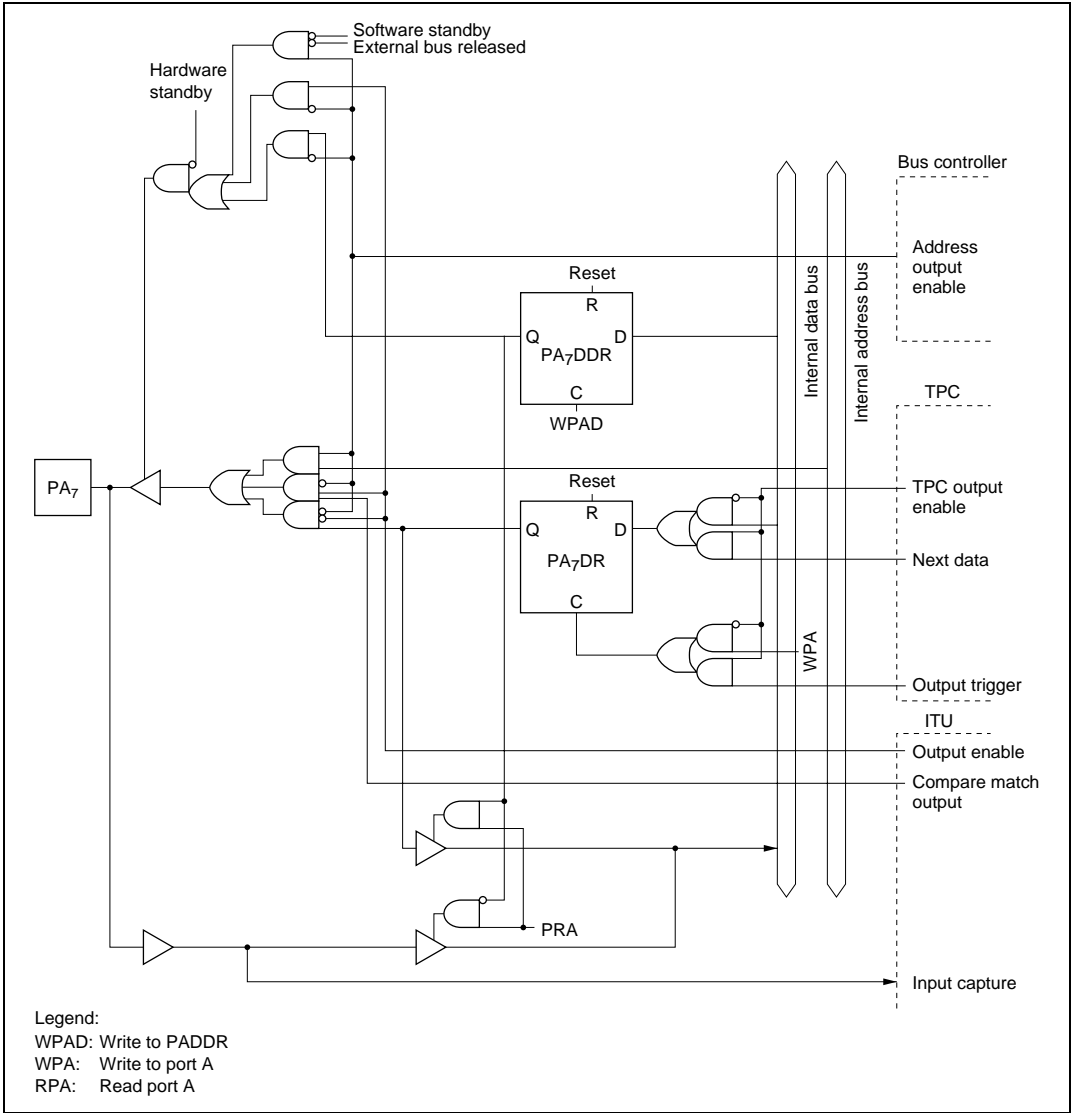 Software standby
External bus released
Hardware
standby
Bus controller
Address
output
enable
Internal data bus
Internal address bus
Reset
R
Q
D
PA7DDR
C
WPAD
TPC
PA7
TPC output
enable
Reset
R
Q
D
PA7DR
C
Next data
WPA
Output trigger
ITU
Output enable
Compare match
output
PRA
Input capture
Legend:
WPAD: Write to PADDR
WPA: Write to port A
RPA: Read port A